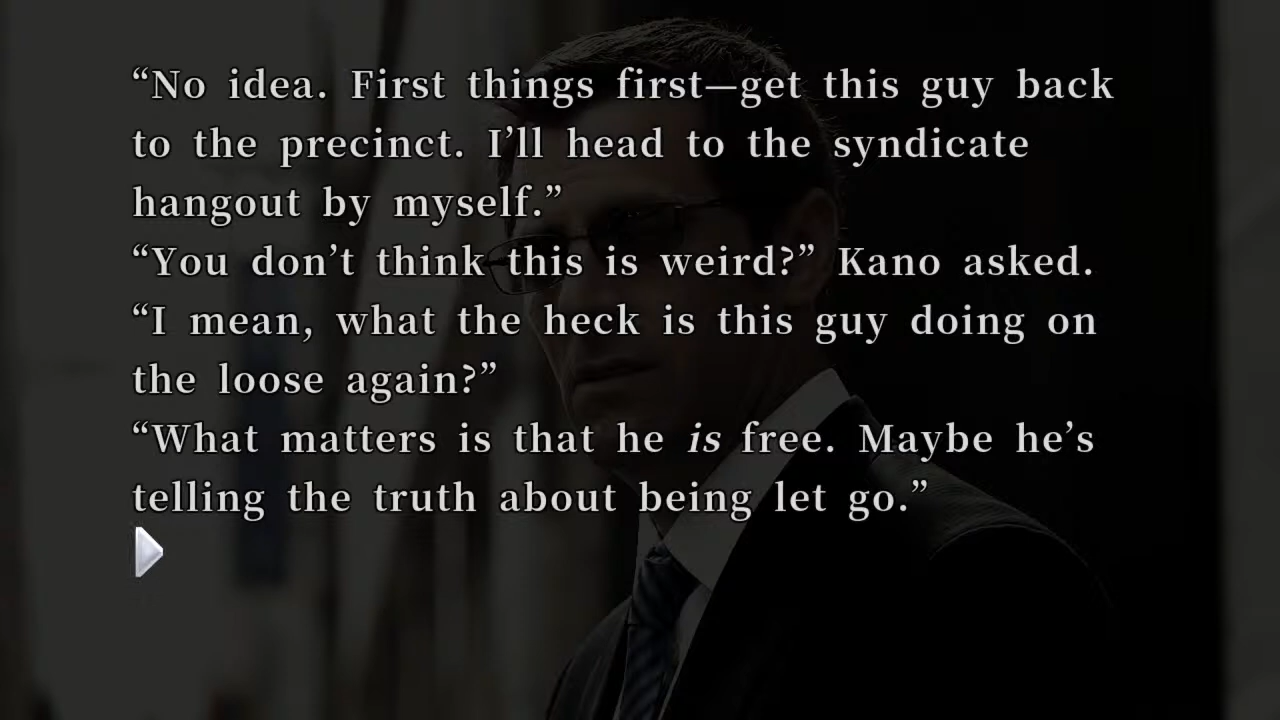 “No idea. First things first—get this guy back
to the precinct. I’ll head to the syndicate
hangout by myself.”
“You don’t think this is weird?” Kano asked.
“I mean, what the heck is this guy doing on
the loose again?”
“What matters is that he is free. Maybe he’s
telling the truth about being let go.”